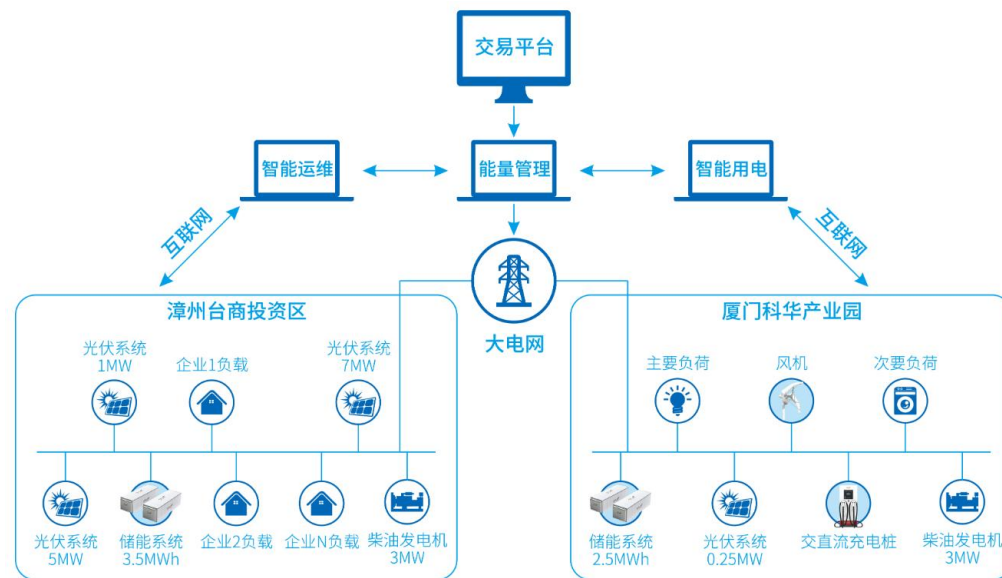 交易平台
智能运维
能量管理
智能用电
互联网
互联网
大电网
漳州台商投资区
光伏系统
1MW
企业1负载
光伏系统
7MW
光伏系统
5MW
储能系统
3.5MWh
企业2负载
企业N负载
柴油发电机
3MW
厦门科华产业园
主要负荷
风机
次要负荷
储能系统
2.5MWh
光伏系统
0.25MW
交直流充电桩
柴油发电机
3MW